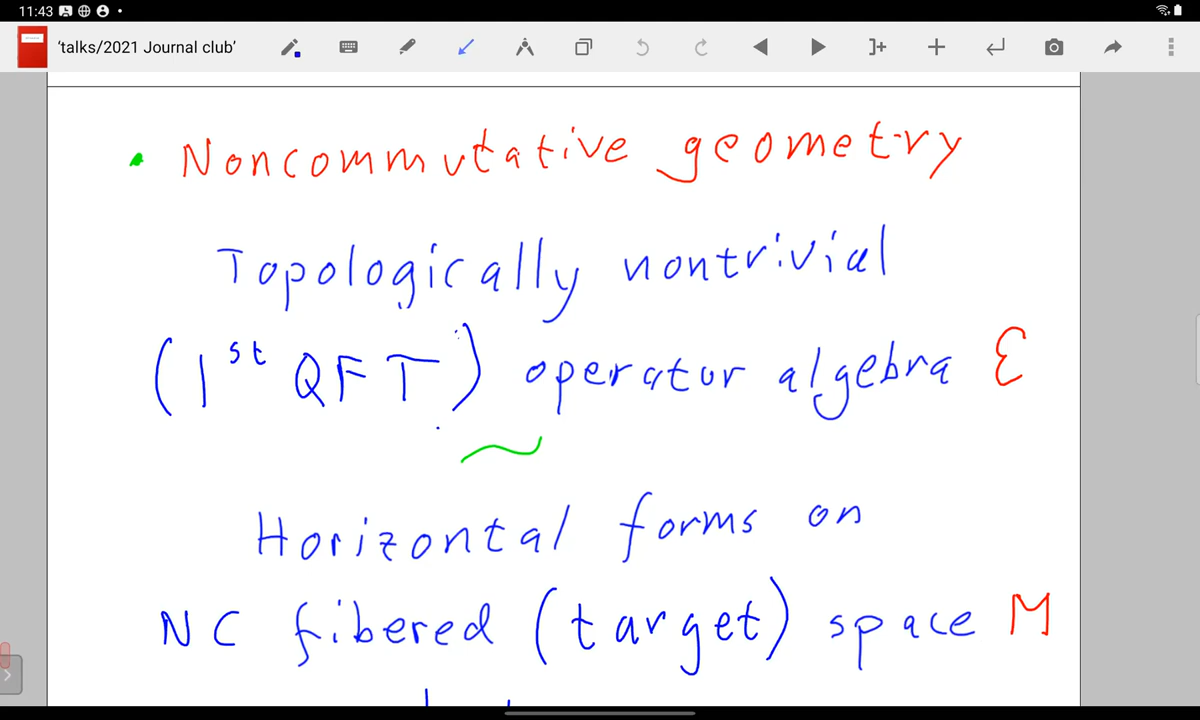 11:43
'talks/2021 Journal club'
• Noncommutative geometry
Topologically nontrivial
(1st QFT) operator algebra ε
Horizontal forms on
NC fibered (target) space M